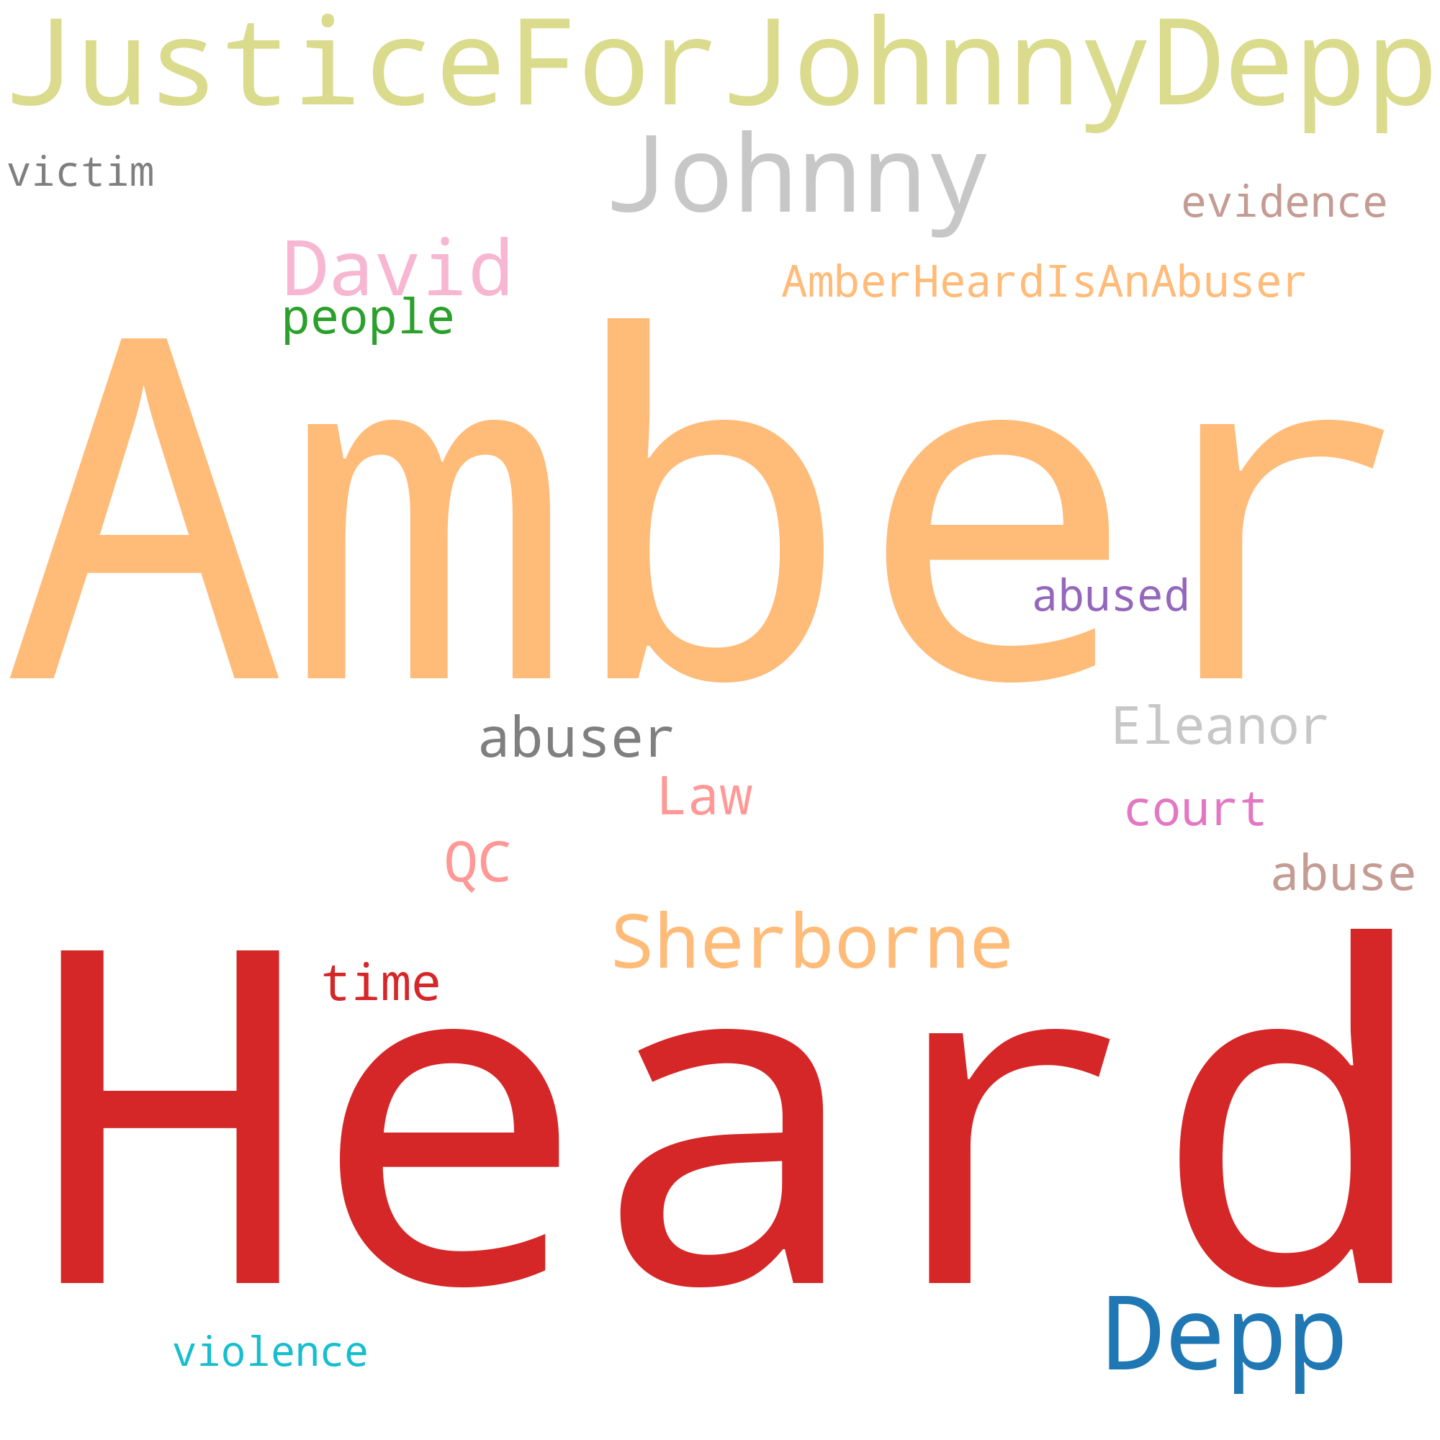 JusticeForJohnnyDepp
victim
Johnny
evidence
David
AmberHeardIsAnAbuser
people
Amber
abused
abuser
Eleanor
Law
court
QC
abuse
Sherborne
time
Heard
violence
Depp